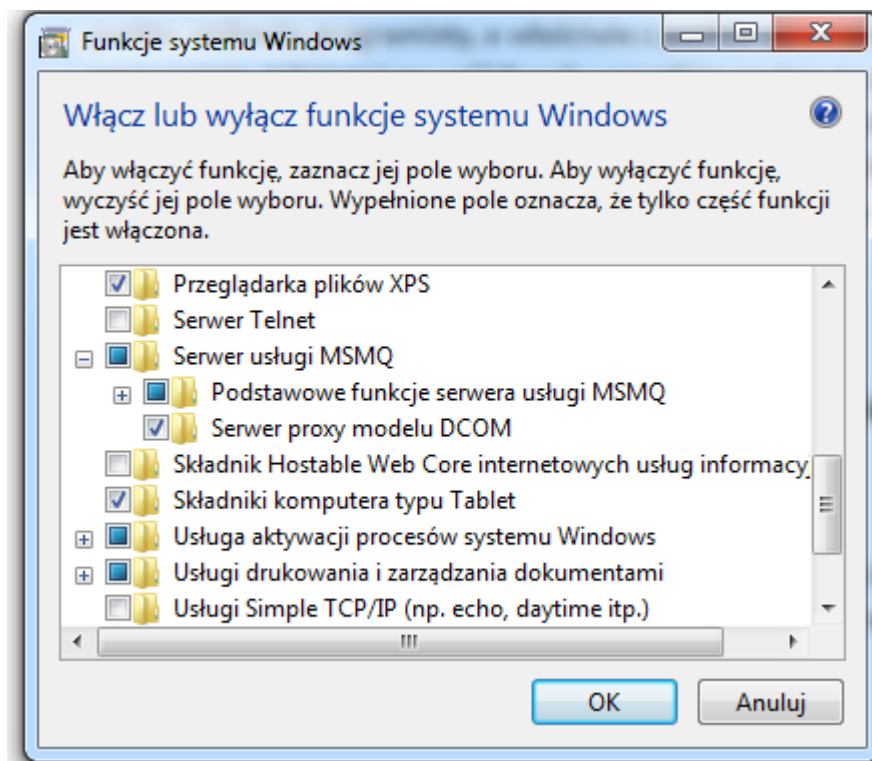 Funkcje systemu Windows
Włącz lub wyłącz funkcje systemu Windows
Aby włączyć funkcję, zaznacz jej pole wyboru. Aby wyłączyć funkcję,
wyczyść jej pole wyboru. Wypełnione pole oznacza, że tylko część funkcji
jest włączona.
Przeglądarka plików XPS
Serwer Telnet
Serwer usługi MSMQ
Podstawowe funkcje serwera usługi MSMQ
Serwer proxy modelu DCOM
Składnik Hostable Web Core internetowych usług informacyj
Składniki komputera typu Tablet
Usługa aktywacji procesów systemu Windows
Usługi drukowania i zarządzania dokumentami
Usługi Simple TCP/IP (np. echo, daytime itp.)
OK
Anuluj